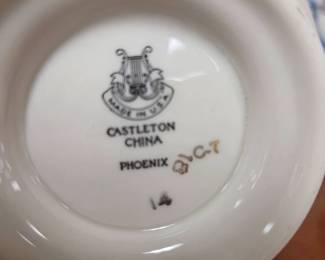 MADE IN U.S.A.
CASTLETON
CHINA
PHOENIX
C-7
14